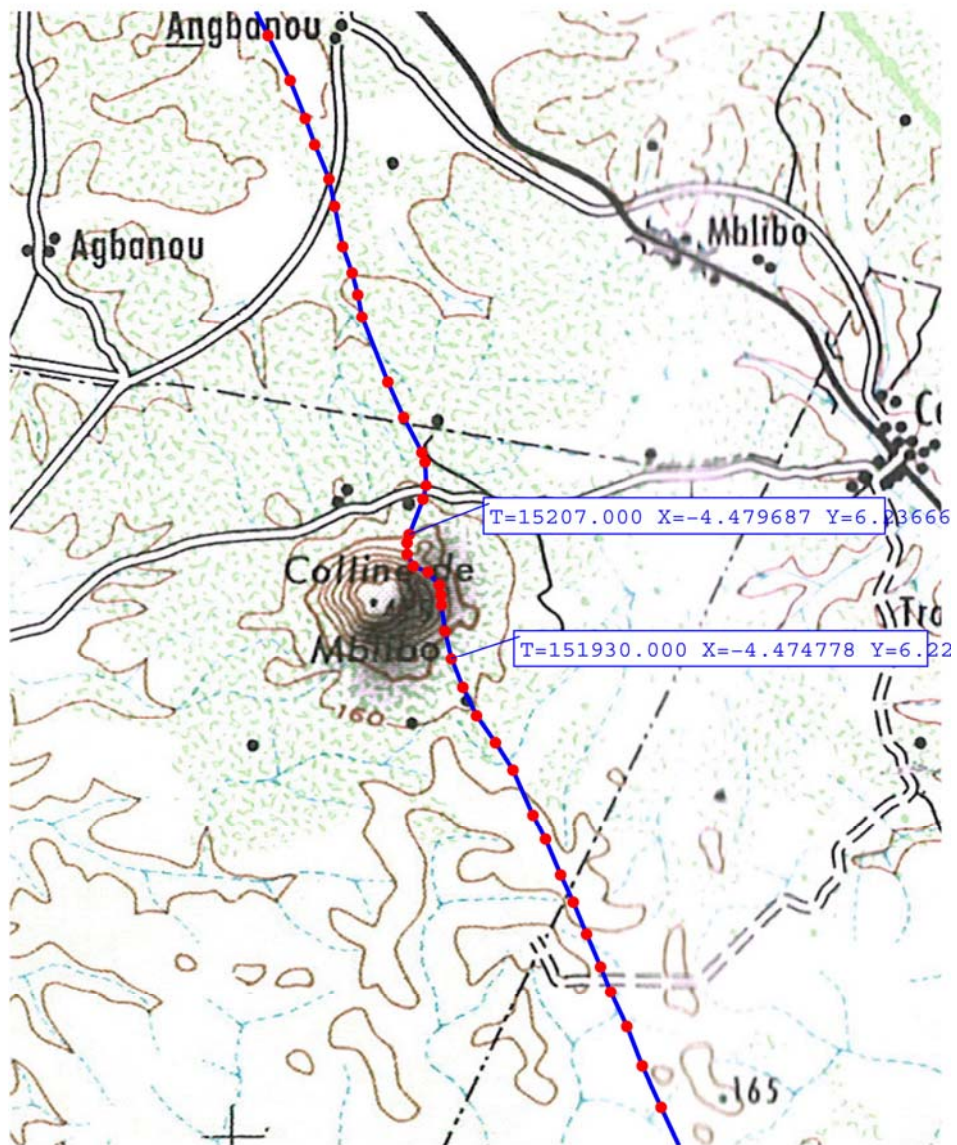 Angbanou
Agbanou
Mblibo
T=15207.000 X=-4.479687 Y=6.23666
Colline de
Mblibo
T=151930.000 X=-4.474778 Y=6.22
160
165